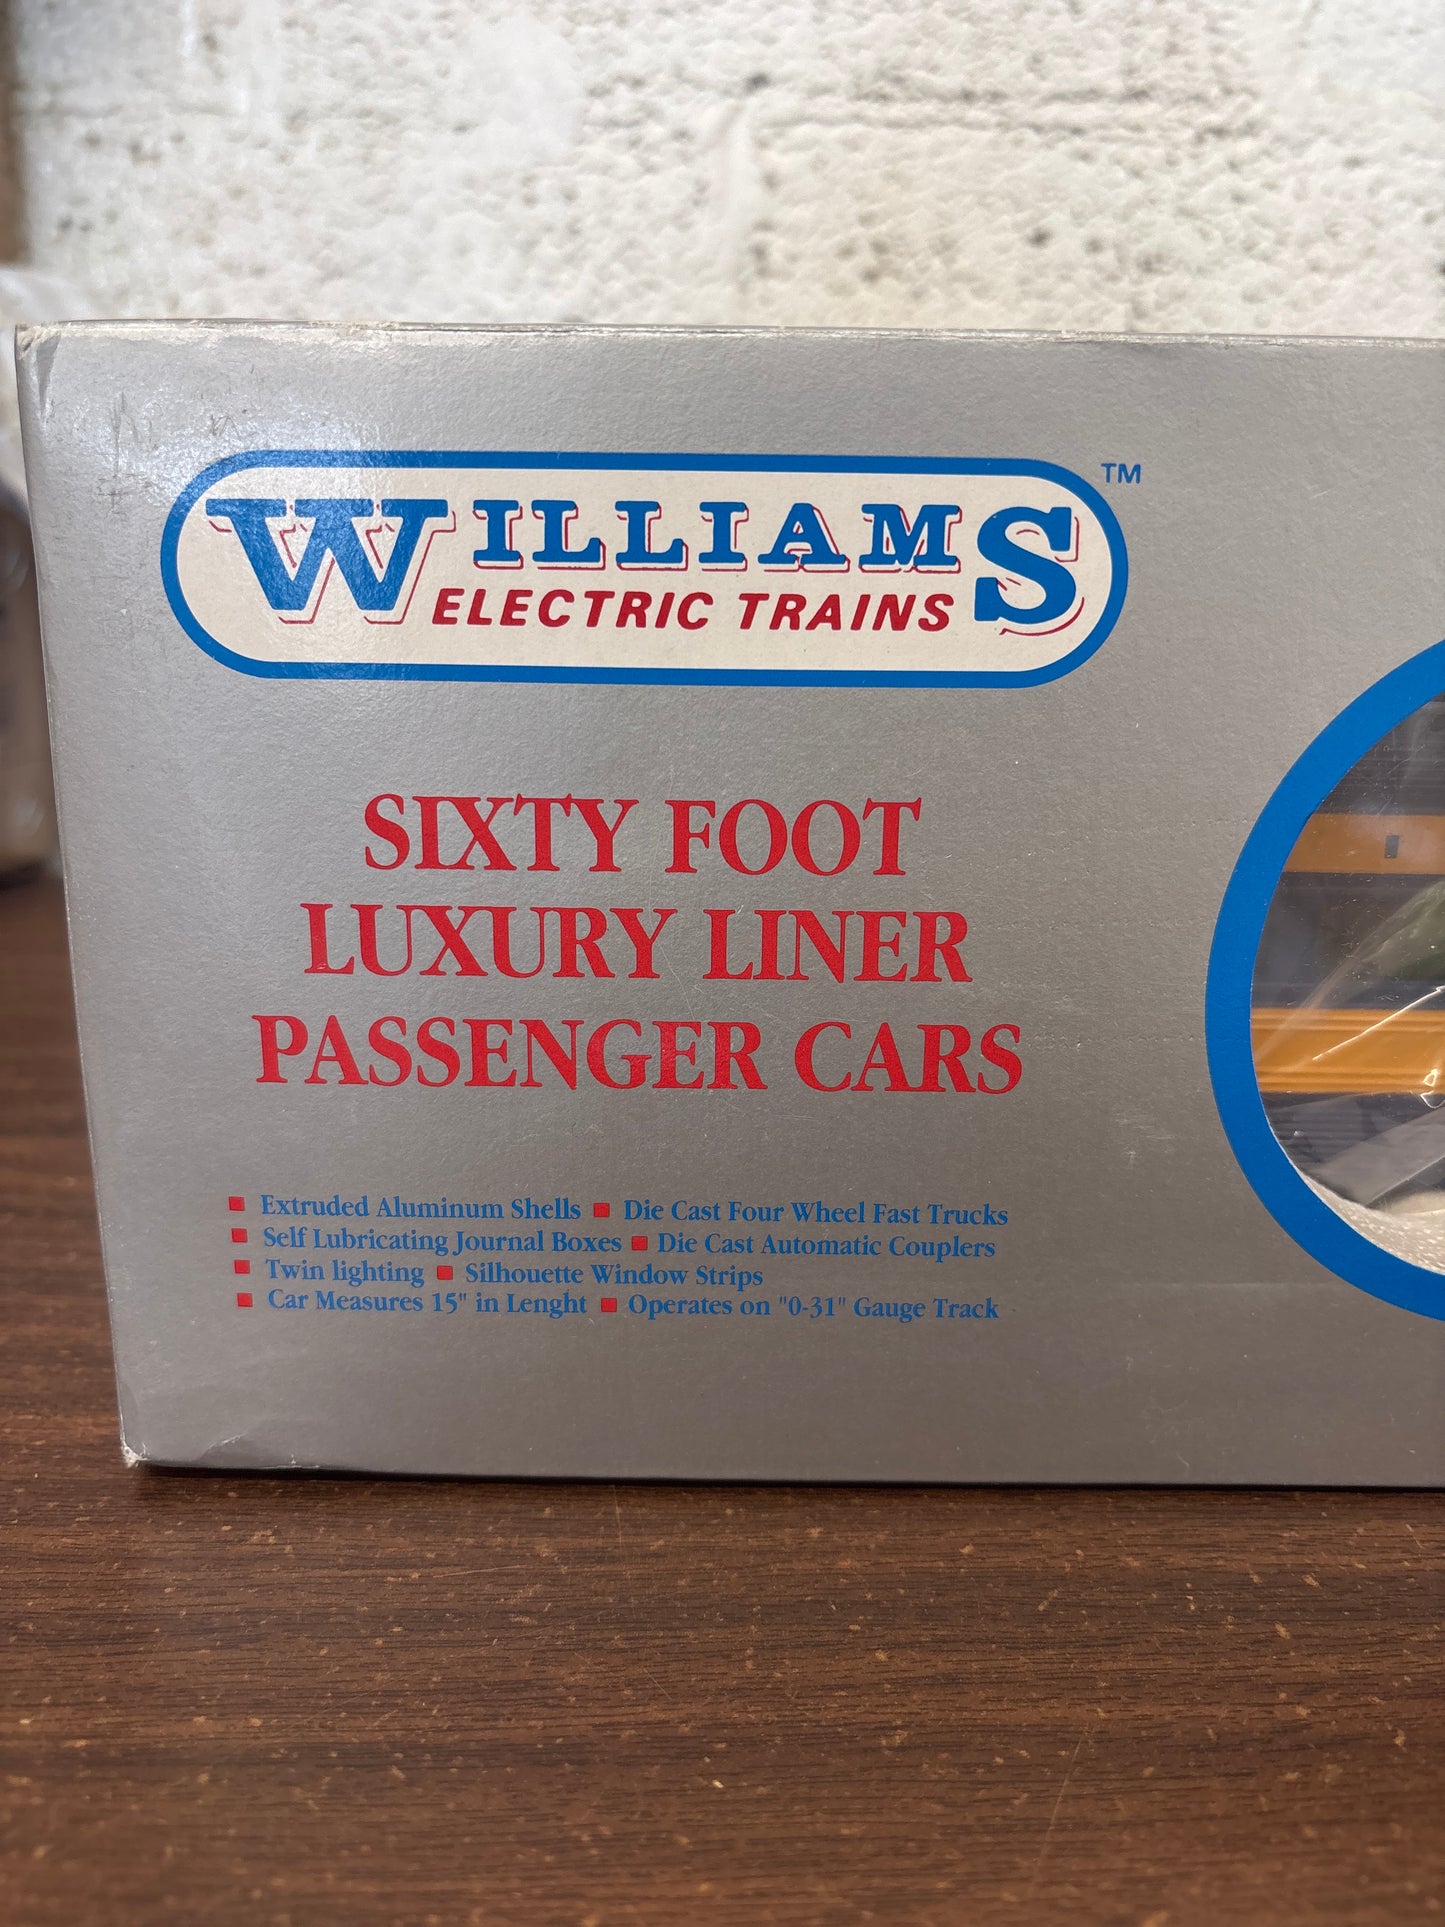 WILLIAMS™
ELECTRIC TRAINS
SIXTY FOOT
LUXURY LINER
PASSENGER CARS
■ Extruded Aluminum Shells ■ Die Cast Four Wheel Fast Trucks
■ Self Lubricating Journal Boxes ■ Die Cast Automatic Couplers
■ Twin lighting ■ Silhouette Window Strips
■ Car Measures 15" in Lenght ■ Operates on "0-31" Gauge Track